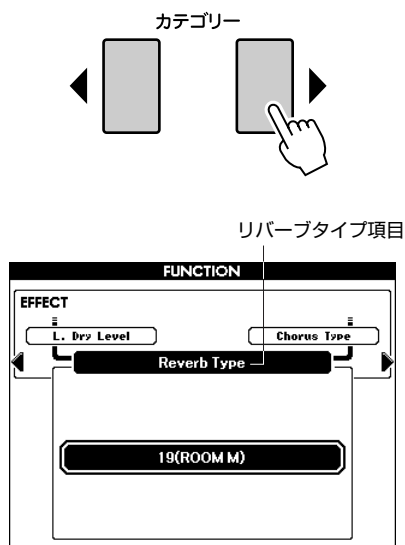 カテゴリー
リバーブタイプ項目
FUNCTION
EFFECT
L. Dry Level
Chorus Type
Reverb Type
19(ROOM M)